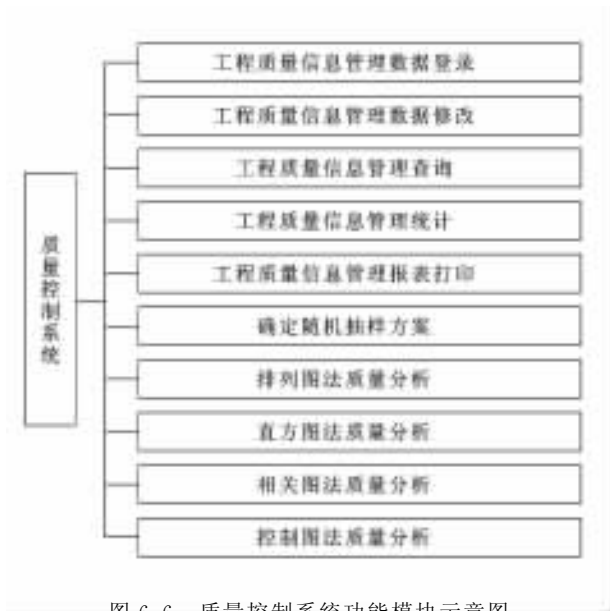 质量控制系统
工程质量信息管理数据登录
工程质量信息管理数据修改
工程质量信息管理查询
工程质量信息管理统计
工程质量信息管理报表打印
确定随机抽样方案
排列图法质量分析
直方图法质量分析
相关图法质量分析
控制图法质量分析
图 6-6 质量控制系统功能模块示意图